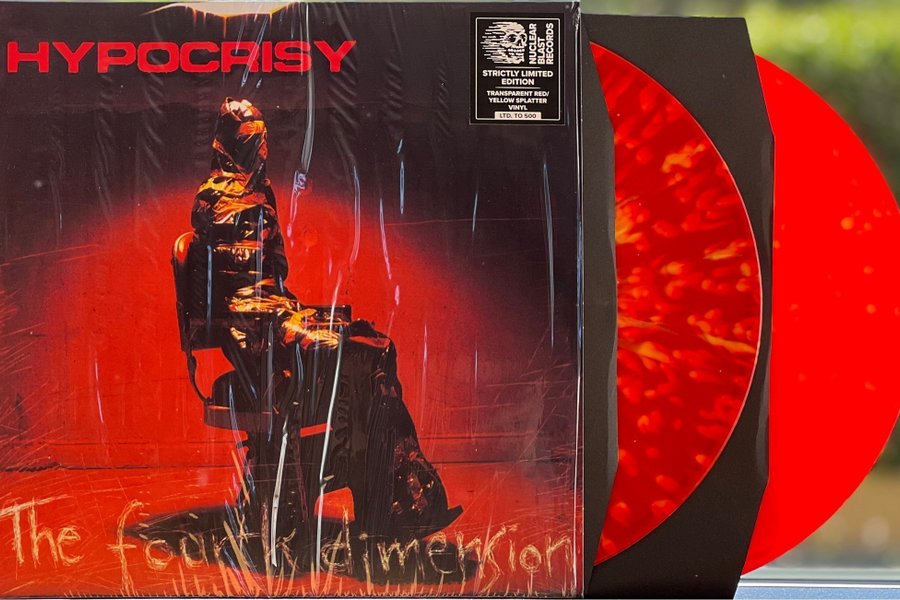 HYPOCRISY
NUCLEAR
BLAST
RECORDS
STRICTLY LIMITED
EDITION
TRANSPARENT RED/
YELLOW SPLATTER
VINYL
LTD. TO 500
The fourth dimension